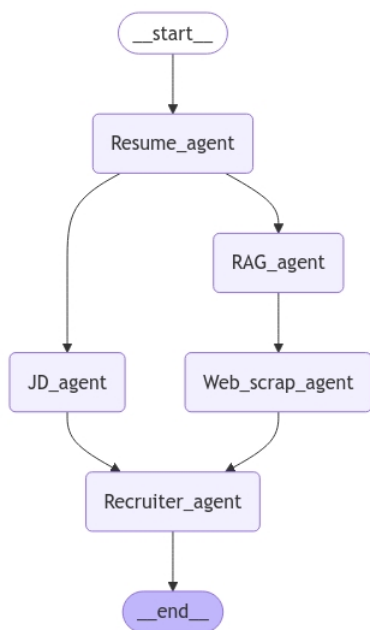 __start__
Resume_agent
RAG_agent
JD_agent
Web_scrap_agent
Recruiter_agent
__end__